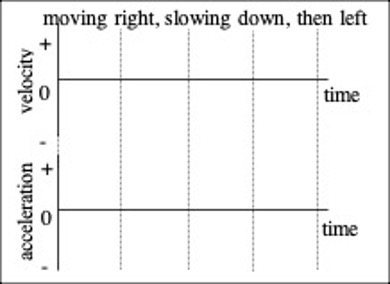 moving right, slowing down, then left
+
velocity
0
time
-
+
acceleration
0
time
-